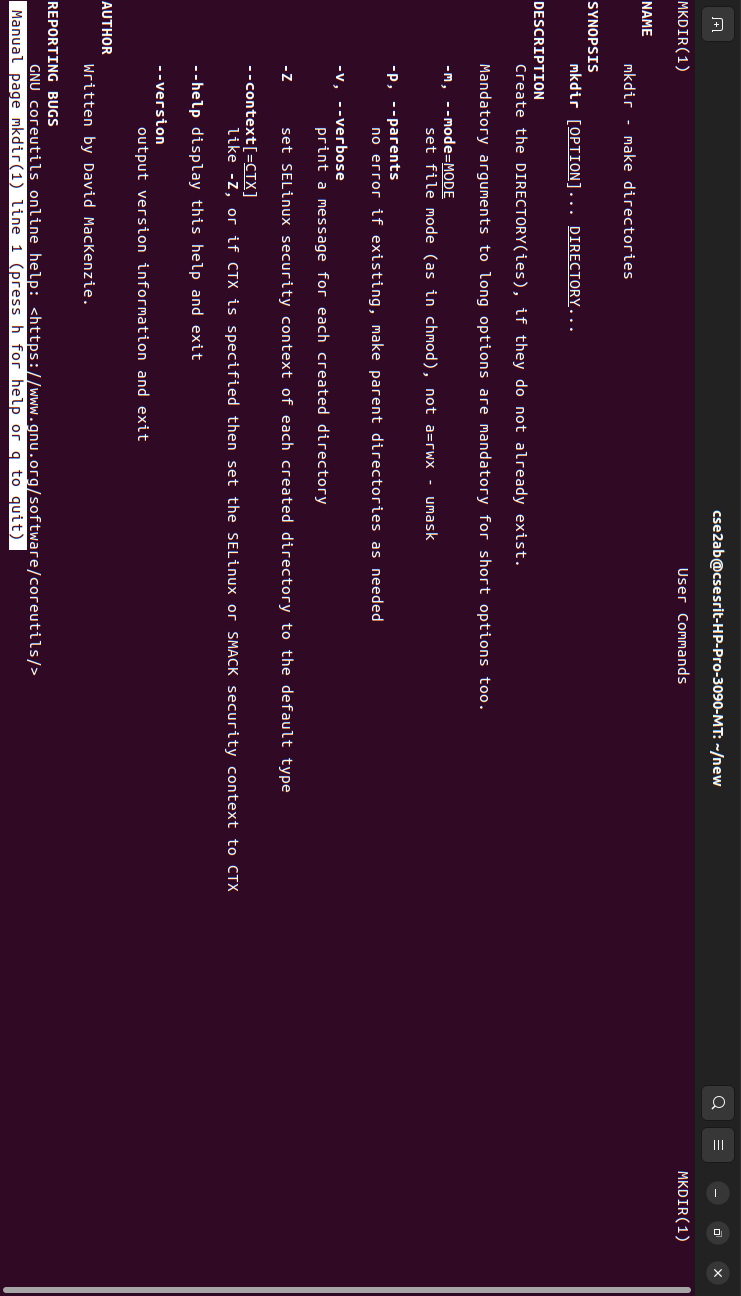 cse2ab@csesrit-HP-Pro-3090-MT: ~/new
MKDIR(1) User Commands MKDIR(1)
NAME
mkdir - make directories
SYNOPSIS
mkdir [OPTION]... DIRECTORY...
DESCRIPTION
Create the DIRECTORY(ies), if they do not already exist.
Mandatory arguments to long options are mandatory for short options too.
-m, --mode=MODE
set file mode (as in chmod), not a=rwx - umask
-p, --parents
no error if existing, make parent directories as needed
-v, --verbose
print a message for each created directory
-Z set SELinux security context of each created directory to the default type
--context[=CTX]
like -Z, or if CTX is specified then set the SELinux or SMACK security context to CTX
--help display this help and exit
--version
output version information and exit
AUTHOR
Written by David MacKenzie.
REPORTING BUGS
GNU coreutils online help: <https://www.gnu.org/software/coreutils/>
Manual page mkdir(1) line 1 (press h for help or q to quit)